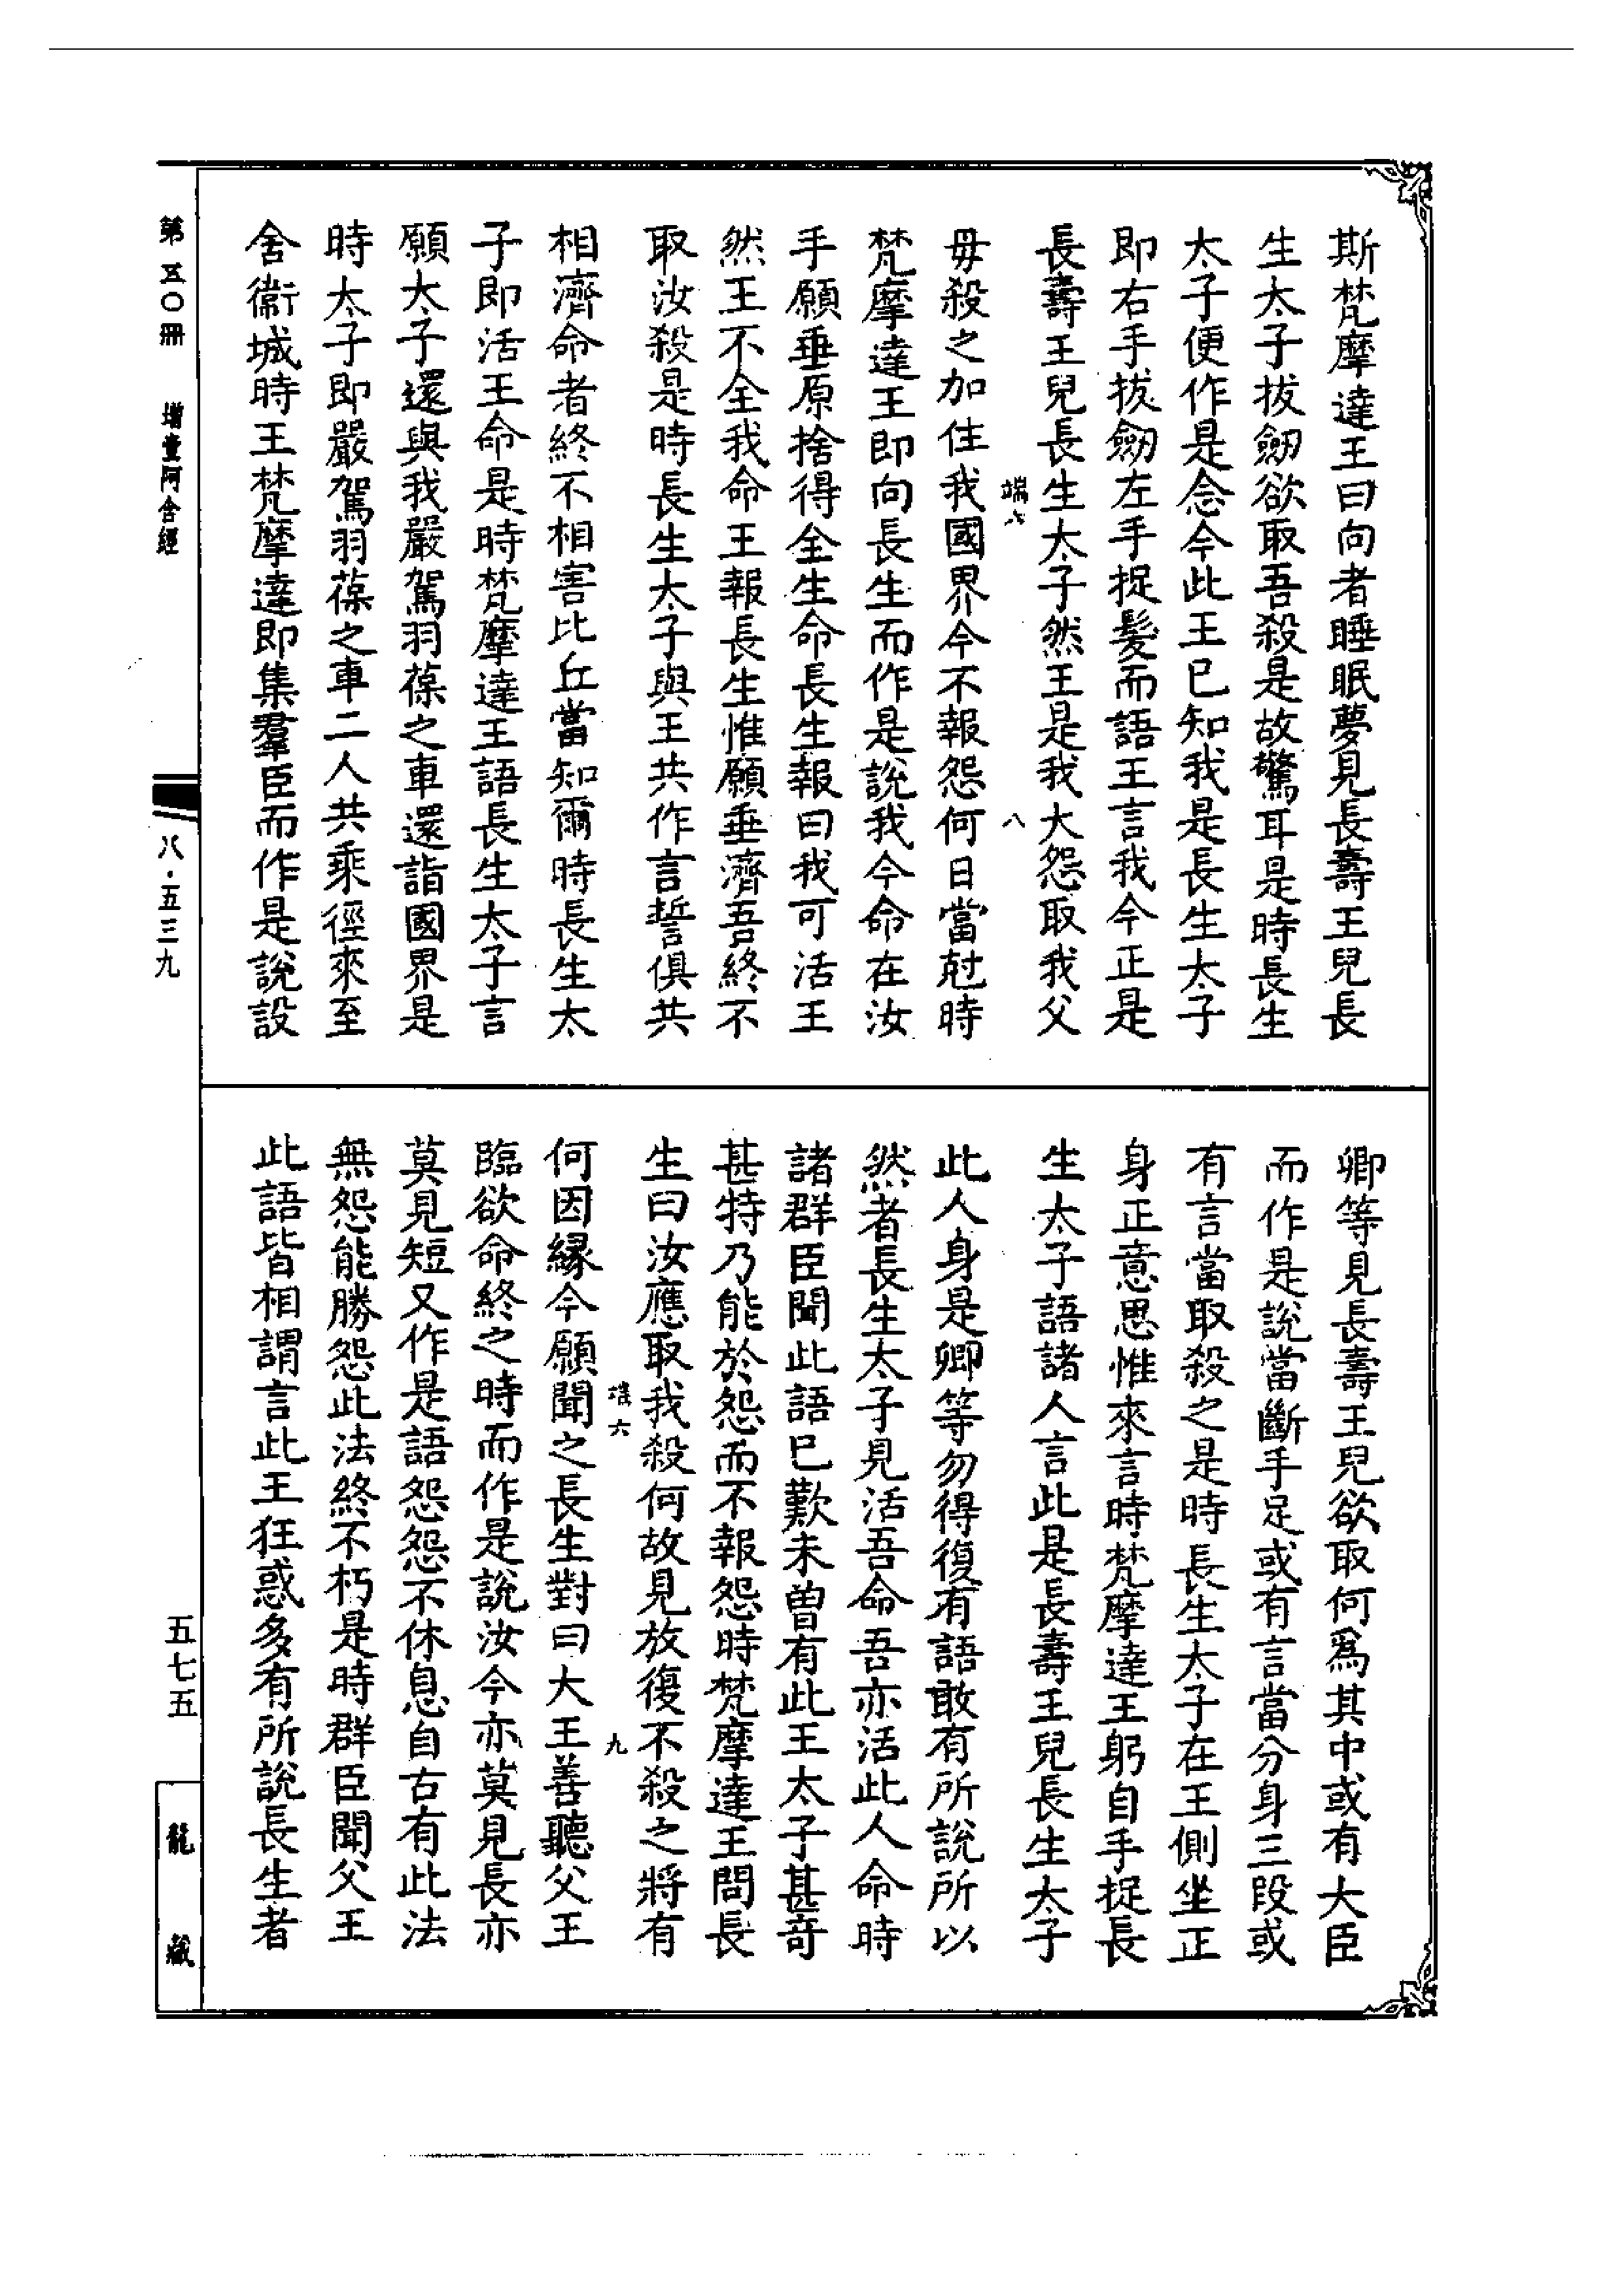 斯梵摩達王曰向者睡眠夢見長壽王兒長
生太子拔劒欲取吾殺是故驚耳是時長生
太子便作是念今此王已知我是長生太子
即右手拔劒左手捉髮而語王言我今正是
長壽王兒長生太子然王是我大怨取我父
端六
八
毋殺之加住我國界今不報怨何日當尅時
梵摩達王即向長生而作是說我今命在汝
手願垂原捨得全生命長生報曰我可活王
然王不全我命王報長生惟願垂濟吾終不
取汝殺是時長生太子與王共作言誓俱共
相濟命者終不相害比丘當知爾時長生太
子即活王命是時梵摩達王語長生太子言
願太子還與我嚴駕羽葆之車還詣國界是
時太子即嚴駕羽葆之車二人共乘徑來至
舍衞城時王梵摩達即集羣臣而作是說設
卿等見長壽王兒欲取何爲其中或有大臣
而作是說當斷手足或有言當分身三段或
有言當取殺之是時長生太子在王側坐正
身正意思惟來言時梵摩達王躬自手捉長
生太子語諸人言此是長壽王兒長生太子
此人身是卿等勿得復有語敢有所說所以
然者長生太子見活吾命吾亦活此人命時
諸群臣聞此語已歎未曾有此王太子甚奇
甚特乃能於怨而不報怨時梵摩達王問長
生曰汝應取我殺何故見放復不殺之將有
端六
九
何因緣今願聞之長生對曰大王善聽父王
臨欲命終之時而作是說汝今亦莫見長亦
莫見短又作是語怨怨不休息自古有此法
無怨能勝怨此法終不朽是時群臣聞父王
此語皆相謂言此王狂惑多有所說長生者
第五〇冊
增壹阿含經
八·五三九
五七五
龍藏